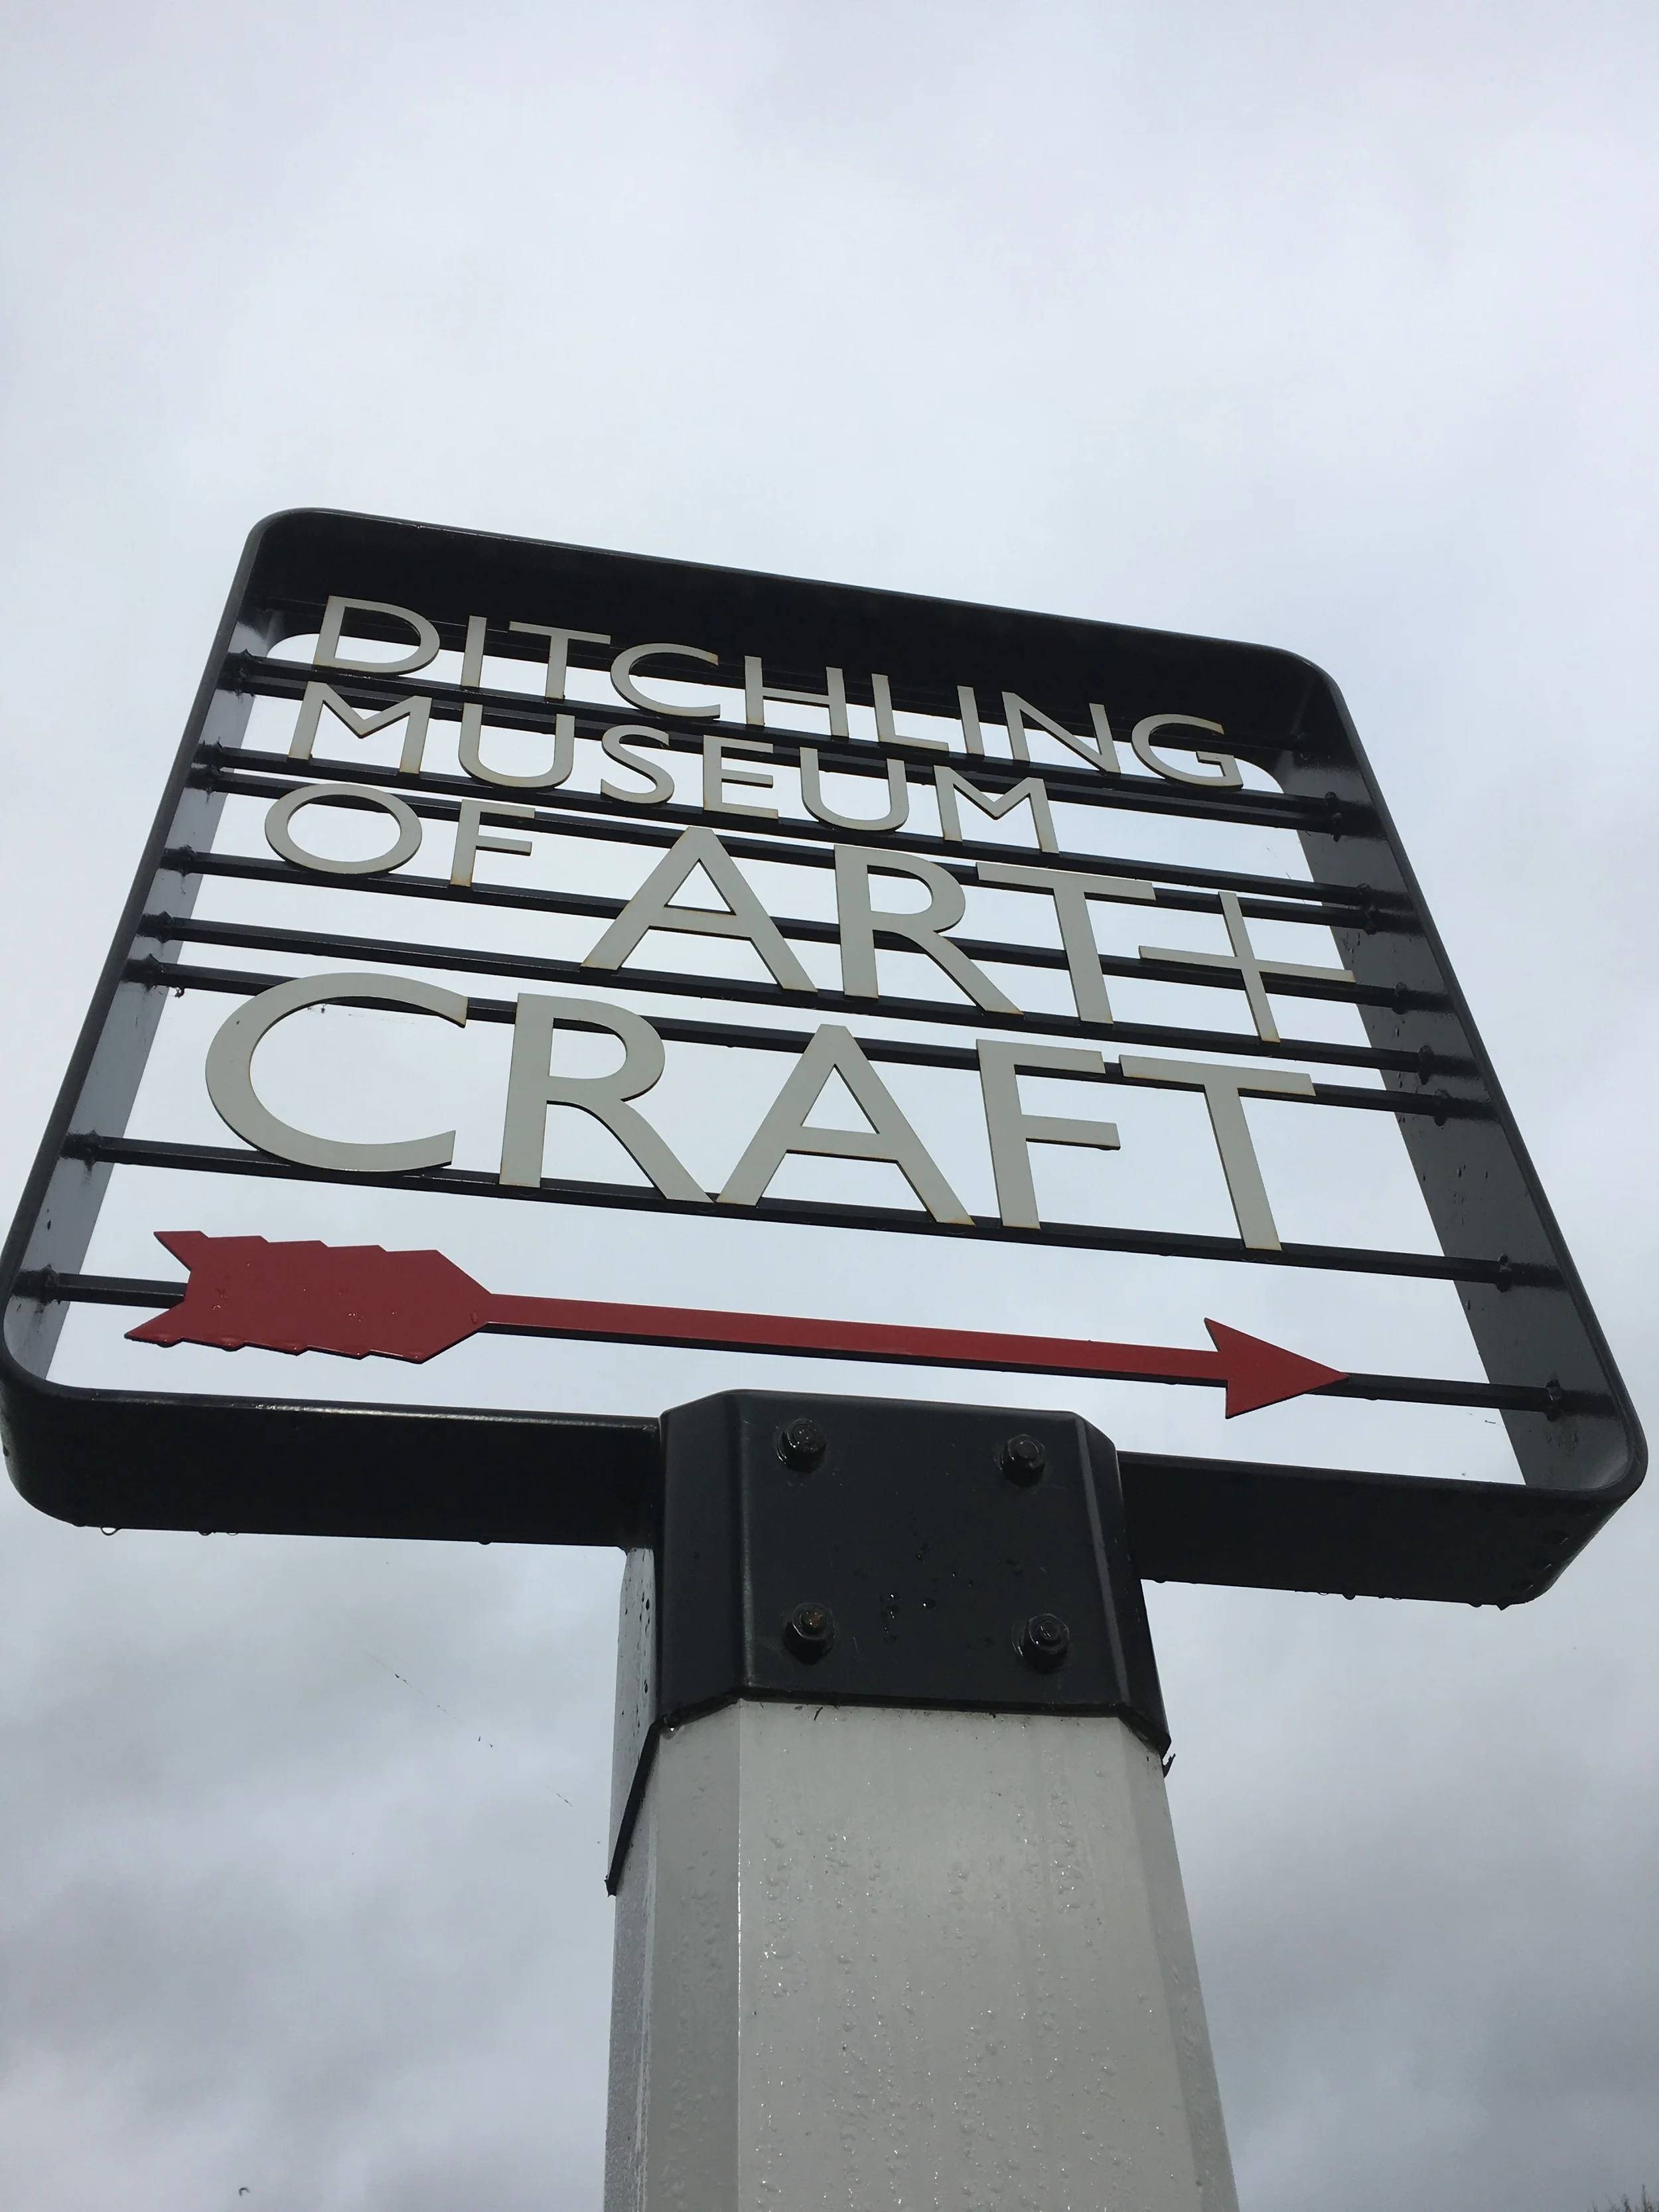 DITCHLING
MUSEUM
OF ART+
CRAFT